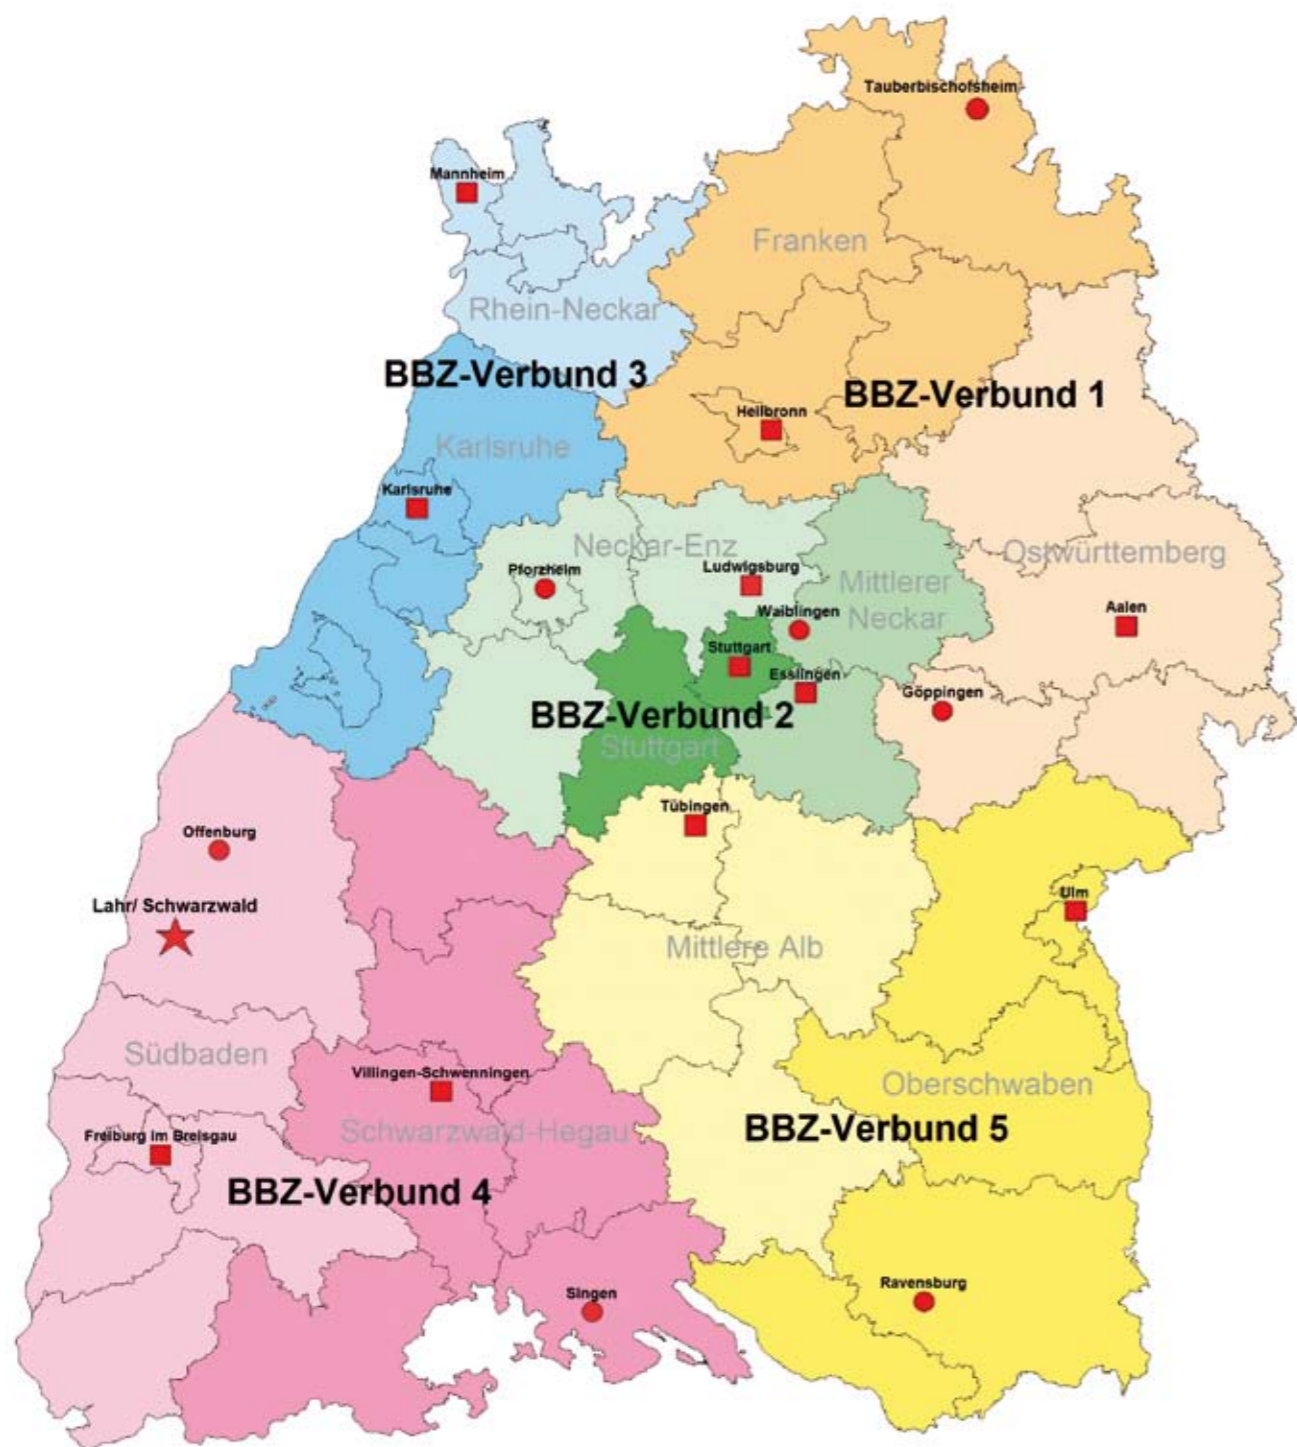 Tauberbischofsheim
Mannheim
Franken
Rhein-Neckar
BBZ-Verbund 3
BBZ-Verbund 1
Heilbronn
Karlsruhe
Karlsruhe
Neckar-Enz
Ostwürttemberg
Pforzheim
Ludwigsburg
Mittlerer
Neckar
Waiblingen
Aalen
Stuttgart
Esslingen
Göppingen
BBZ-Verbund 2
Stuttgart
Tübingen
Offenburg
Ulm
Lahr/ Schwarzwald
Mittlere Alb
Südbaden
Villingen-Schwenningen
Oberschwaben
Schwarzwald-Hegau
BBZ-Verbund 5
Freiburg im Breisgau
BBZ-Verbund 4
Ravensburg
Singen